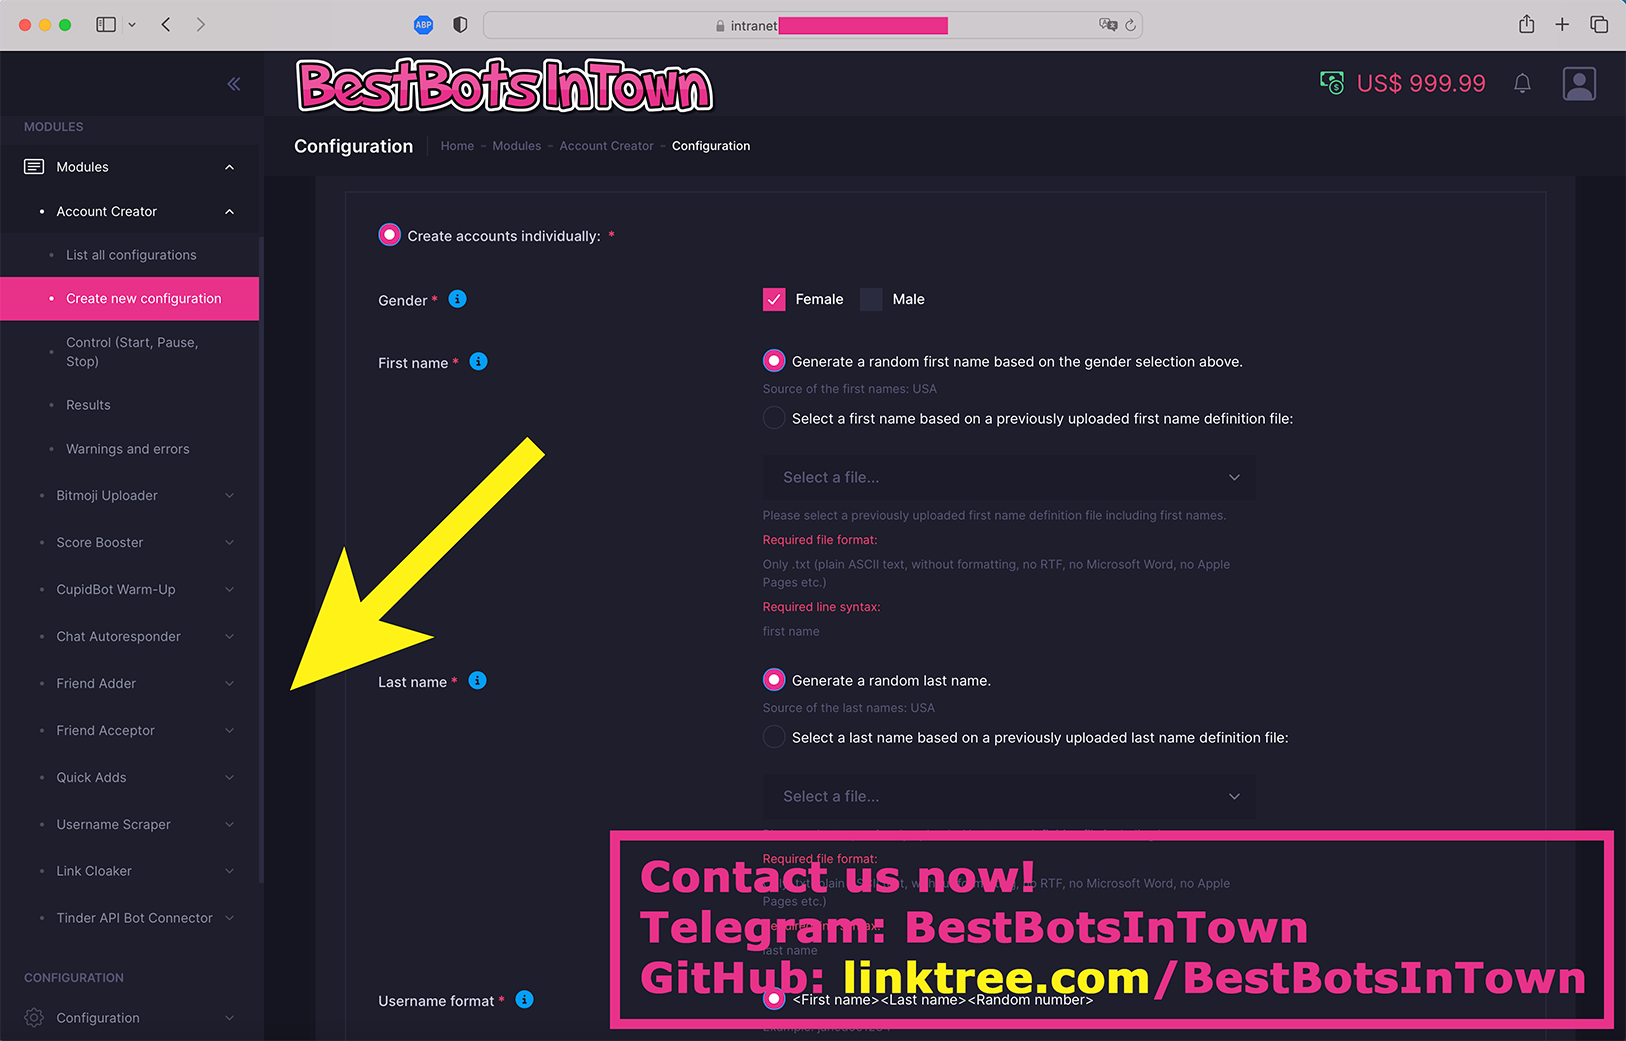 ABP
intranet
BestBotsInTown
US$ 999.99
MODULES
Configuration
Home - Modules - Account Creator - Configuration
Modules
Account Creator
List all configurations
Create new configuration
Control (Start, Pause,
Stop)
Results
Warnings and errors
Bitmoji Uploader
Score Booster
CupidBot Warm-Up
Chat Autoresponder
Friend Adder
Friend Acceptor
Quick Adds
Username Scraper
Link Cloaker
Tinder API Bot Connector
CONFIGURATION
Configuration
Create accounts individually: *
Gender * i
Female Male
First name * i
Generate a random first name based on the gender selection above.
Source of the first names: USA
Select a first name based on a previously uploaded first name definition file:
Select a file...
Please select a previously uploaded first name definition file including first names.
Required file format:
Only .txt (plain ASCII text, without formatting, no RTF, no Microsoft Word, no Apple
Pages etc.)
Required line syntax:
first name
Last name * i
Generate a random last name.
Source of the last names: USA
Select a last name based on a previously uploaded last name definition file:
Select a file...
Required file format:
RTF, no Microsoft Word, no Apple
Pages etc.)
last name
Username format * i
<First name><Last name><Random number>
Contact us now!
Telegram: BestBotsInTown
GitHub: linktree.com/BestBotsInTown